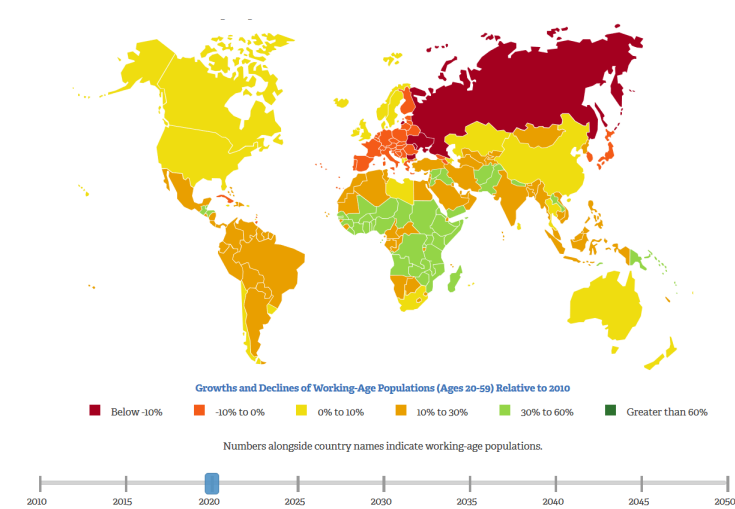 Growths and Declines of Working-Age Populations (Ages 20-59) Relative to 2010
Below -10% -10% to 0% 0% to 10% 10% to 30% 30% to 60% Greater than 60%
Numbers alongside country names indicate working-age populations.
2010 2015 2020 2025 2030 2035 2040 2045 2050